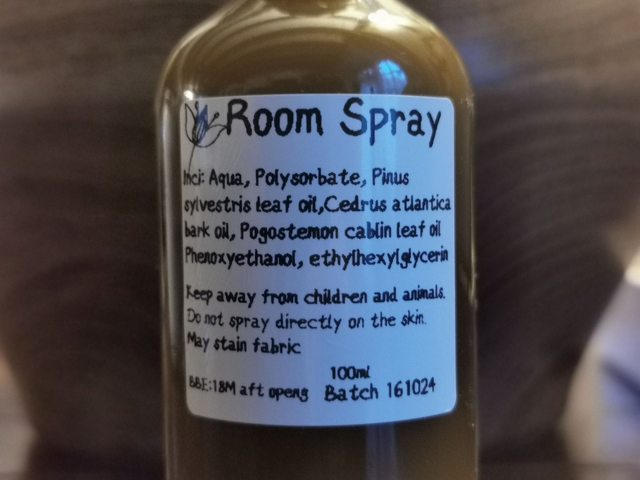 Room Spray
Inci: Aqua, Polysorbate, Pinus
sylvestris leaf oil,Cedrus atlantica
bark oil, Pogostemon cablin leaf oil
Phenoxyethanol, ethylhexylglycerin
Keep away from children and animals.
Do not spray directly on the skin.
May stain fabric
100ml
BBE:18M aft openg Batch 161024